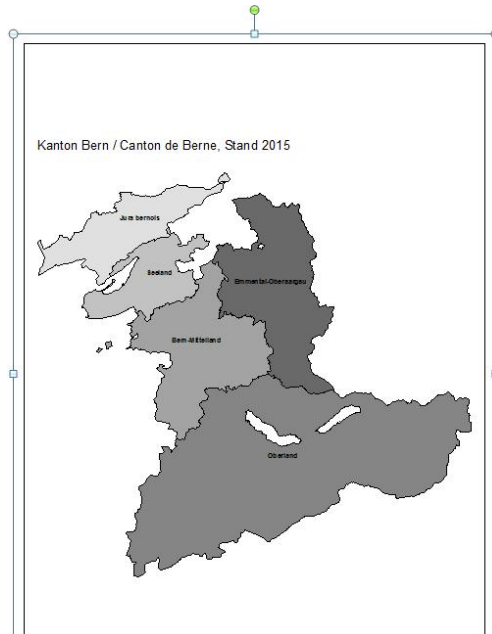 Kanton Bern / Canton de Berne, Stand 2015
Jura bernois
Seeland
Emmental-Oberaargau
Bern-Mittelland
Oberland